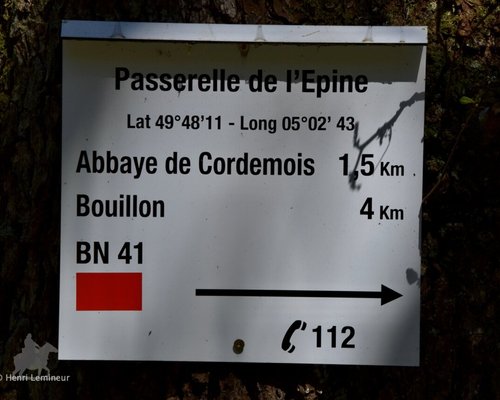 Passerelle de l'Epine
Lat 49°48'11 - Long 05°02' 43
Abbaye de Cordemois 1,5 Km
Bouillon 4 Km
BN 41
112
© Henri Lemineur